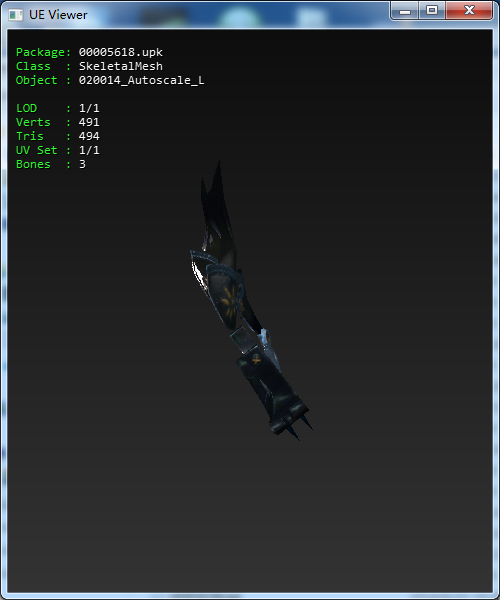 UE Viewer
Package: 00005618.upk
Class : SkeletalMesh
Object : 020014_Autoscale_L
LOD : 1/1
Verts : 491
Tris : 494
UV Set : 1/1
Bones : 3